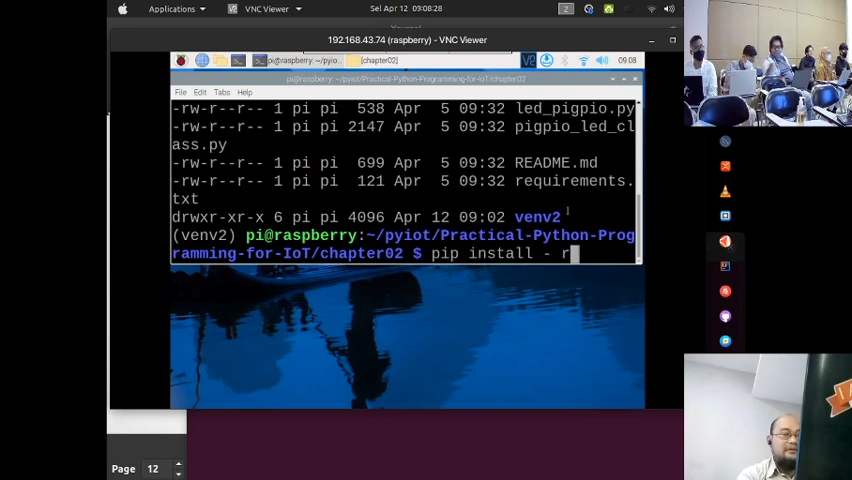 Applications
VNC Viewer
Sel Apr 12 09:08:28
2
192.168.43.74 (raspberry) - VNC Viewer
pi@raspberry: ~/pyio...
[chapter02]
09:08
pi@raspberry: ~/pyiot/Practical-Python-Programming-for-IoT/chapter02
File Edit Tabs Help
-rw-r--r-- 1 pi pi 538 Apr 5 09:32 led_pigpio.py
-rw-r--r-- 1 pi pi 2147 Apr 5 09:32 pigpio_led_cl
ass.py
-rw-r--r-- 1 pi pi 699 Apr 5 09:32 README.md
-rw-r--r-- 1 pi pi 121 Apr 5 09:32 requirements.
txt
drwxr-xr-x 6 pi pi 4096 Apr 12 09:02 venv2
(venv2) pi@raspberry:~/pyiot/Practical-Python-Prog
ramming-for-IoT/chapter02 $ pip install - r
Page 12